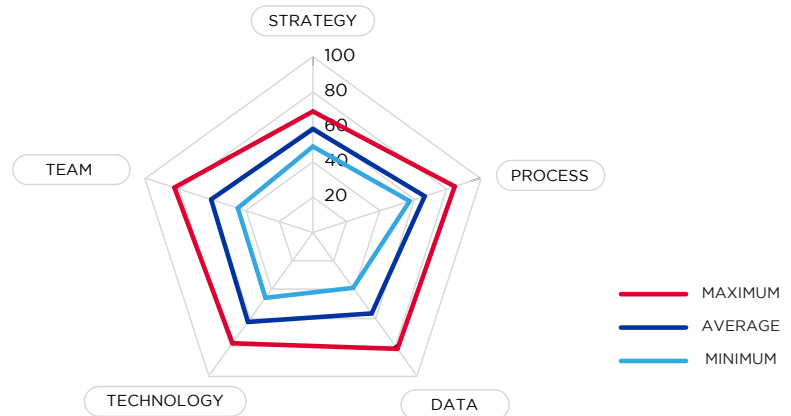 STRATEGY
100
80
60
40
20
TEAM
PROCESS
TECHNOLOGY
DATA
MAXIMUM
AVERAGE
MINIMUM